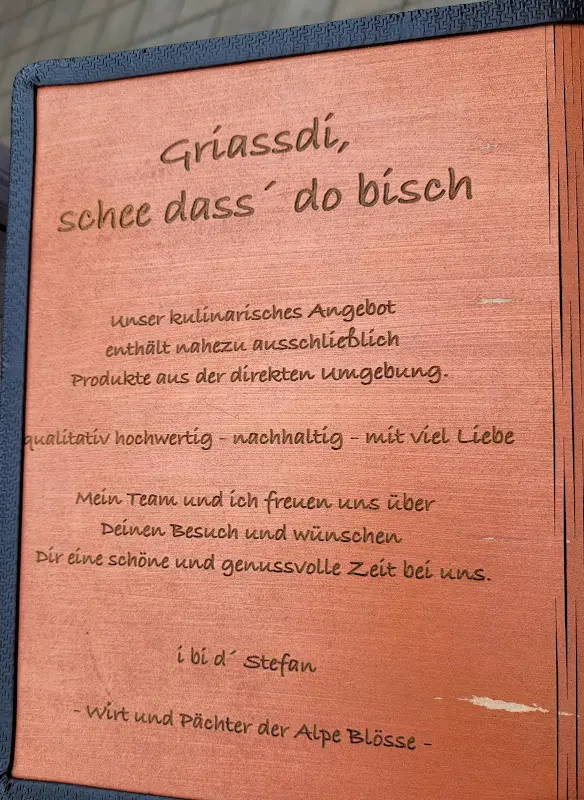 Griassdi,
schee dass´ do bisch
Unser kulinarisches Angebot
enthält nahezu ausschließlich
Produkte aus der direkten Umgebung.
qualitativ hochwertig - nachhaltig - mit viel Liebe
Mein Team und ich freuen uns über
Deinen Besuch und wünschen
Dir eine schöne und genussvolle Zeit bei uns.
i bi d´ Stefan
- Wirt und Pächter der Alpe Blösse -